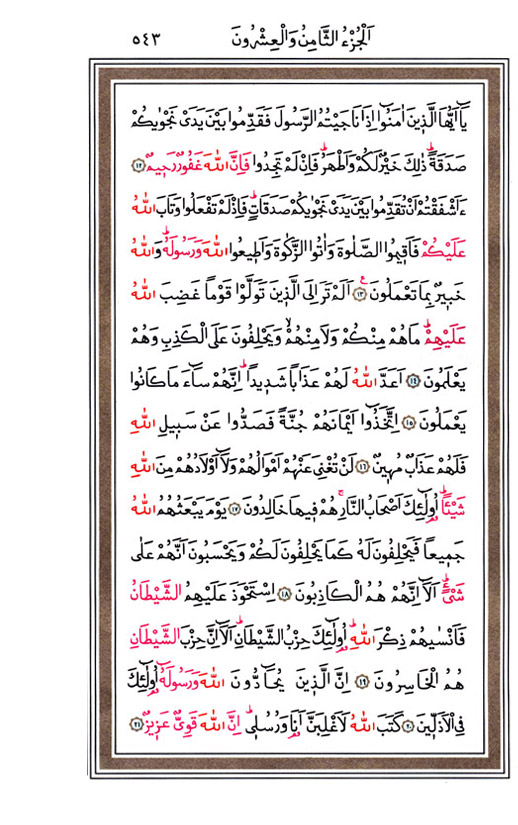 اَلْجُزْءُ الثَّامِنُ وَالْعِشْرُونَ ٥٤٣
يَٓا اَيُّهَا الَّذ۪ينَ اٰمَنُٓوا اِذَا نَاجَيْتُمُ الرَّسُولَ فَقَدِّمُوا بَيْنَ يَدَيْ نَجْوٰيكُمْ
صَدَقَةًۜ ذٰلِكَ خَيْرٌ لَكُمْ وَاَطْهَرُۜ فَاِنْ لَمْ تَجِدُوا فَاِنَّ اللّٰهَ غَفُورٌ رَح۪يمٌ ﴿١٢﴾
ءَاَشْفَقْتُمْ اَنْ تُقَدِّمُوا بَيْنَ يَدَيْ نَجْوٰيكُمْ صَدَقَاتٍۜ فَاِذْ لَمْ تَفْعَلُوا وَتَابَ اللّٰهُ
عَلَيْكُمْ فَاَق۪يمُوا الصَّلٰوةَ وَاٰتُوا الزَّكٰوةَ وَاَط۪يعُوا اللّٰهَ وَرَسُولَهُۜ وَاللّٰهُ
خَب۪يرٌ بِمَا تَعْمَلُونَ۟ ﴿١٣﴾ اَلَمْ تَرَ اِلَى الَّذ۪ينَ تَوَلَّوْا قَوْمًا غَضِبَ اللّٰهُ
عَلَيْهِمْۜ مَا هُمْ مِنْكُمْ وَلَا مِنْهُمْۙ وَيَحْلِفُونَ عَلَى الْكَذِبِ وَهُمْ
يَعْلَمُونَ ﴿١٤﴾ اَعَدَّ اللّٰهُ لَهُمْ عَذَابًا شَد۪يدًاۜ اِنَّهُمْ سَٓاءَ مَا كَانُوا
يَعْمَلُونَ ﴿١٥﴾ اِتَّخَذُٓوا اَيْمَانَهُمْ جُنَّةً فَصَدُّوا عَنْ سَب۪يلِ اللّٰهِ
فَلَهُمْ عَذَابٌ مُه۪ينٌ ﴿١٦﴾ لَنْ تُغْنِيَ عَنْهُمْ اَمْوَالُهُمْ وَلَٓا اَوْلَادُهُمْ مِنَ اللّٰهِ
شَيْـًٔاۜ اُو۬لٰٓئِكَ اَصْحَابُ النَّارِۚ هُمْ ف۪يهَا خَالِدُونَ ﴿١٧﴾ يَوْمَ يَبْعَثُهُمُ اللّٰهُ
جَم۪يعًا فَيَحْلِفُونَ لَهُ كَمَا يَحْلِفُونَ لَكُمْ وَيَحْسَبُونَ اَنَّهُمْ عَلٰى
شَيْءٍۜ اَلَٓا اِنَّهُمْ هُمُ الْكَاذِبُونَ ﴿١٨﴾ اِسْتَحْوَذَ عَلَيْهِمُ الشَّيْطَانُ
فَاَنْسٰيهُمْ ذِكْرَ اللّٰهِۜ اُو۬لٰٓئِكَ حِزْبُ الشَّيْطَانِۜ اَلَٓا اِنَّ حِزْبَ الشَّيْطَانِ
هُمُ الْخَاسِرُونَ ﴿١٩﴾ اِنَّ الَّذ۪ينَ يُحَٓادُّونَ اللّٰهَ وَرَسُولَهُٓ اُو۬لٰٓئِكَ
فِي الْاَذَلّ۪ينَ ﴿٢٠﴾ كَتَبَ اللّٰهُ لَاَغْلِبَنَّ اَنَا۬ وَرُسُل۪يۜ اِنَّ اللّٰهَ قَوِيٌّ عَز۪يزٌ ﴿٢١﴾